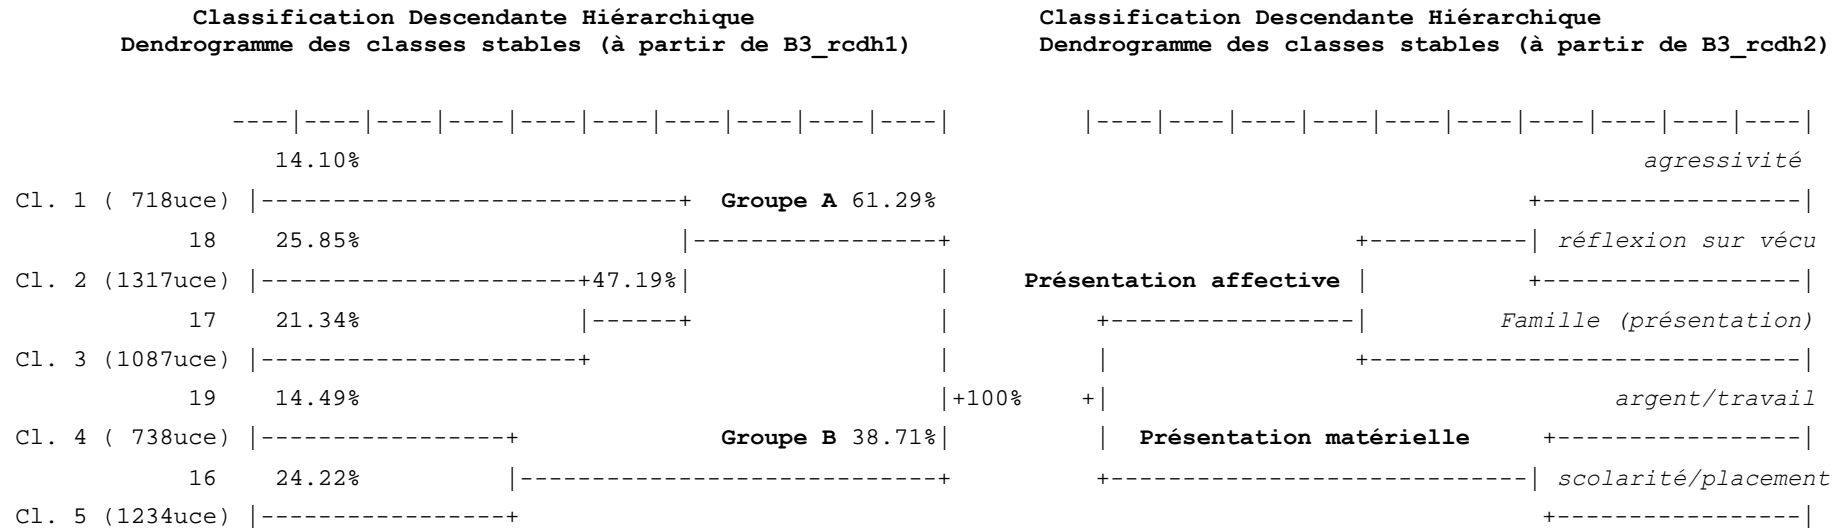 Classification Descendante Hiérarchique Classification Descendante Hiérarchique
Dendrogramme des classes stables (à partir de B3_rcdh1) Dendrogramme des classes stables (à partir de B3_rcdh2)
----|----|----|----|----|----|----|----|----|----| |----|----|----|----|----|----|----|----|----|----|
14.10% agressivité
Cl. 1 ( 718uce) |-----------------------------+ Groupe A 61.29% +------------------|
18 25.85% |-----------------+ +-----------| réflexion sur vécu
Cl. 2 (1317uce) |----------------------+47.19%| | Présentation affective | +------------------|
17 21.34% |------+ | +-----------------| Famille (présentation)
Cl. 3 (1087uce) |----------------------+ | | +------------------------------|
19 14.49% |+100% +| argent/travail
Cl. 4 ( 738uce) |-----------------+ Groupe B 38.71%| | Présentation matérielle +-----------------|
16 24.22% |-----------------------------+ +-----------------------------| scolarité/placement
Cl. 5 (1234uce) |-----------------+ +-----------------|